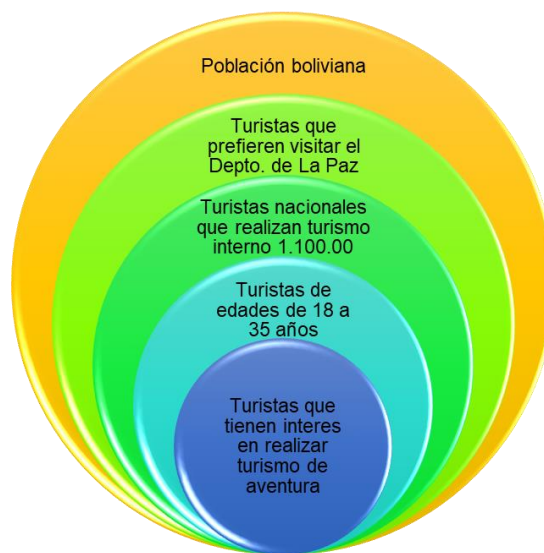 Población boliviana
Turistas que
prefieren visitar el
Depto. de La Paz
Turistas nacionales
que realizan turismo
interno 1.100.00
Turistas de
edades de 18 a
35 años
Turistas que
tienen interes
en realizar
turismo de
aventura